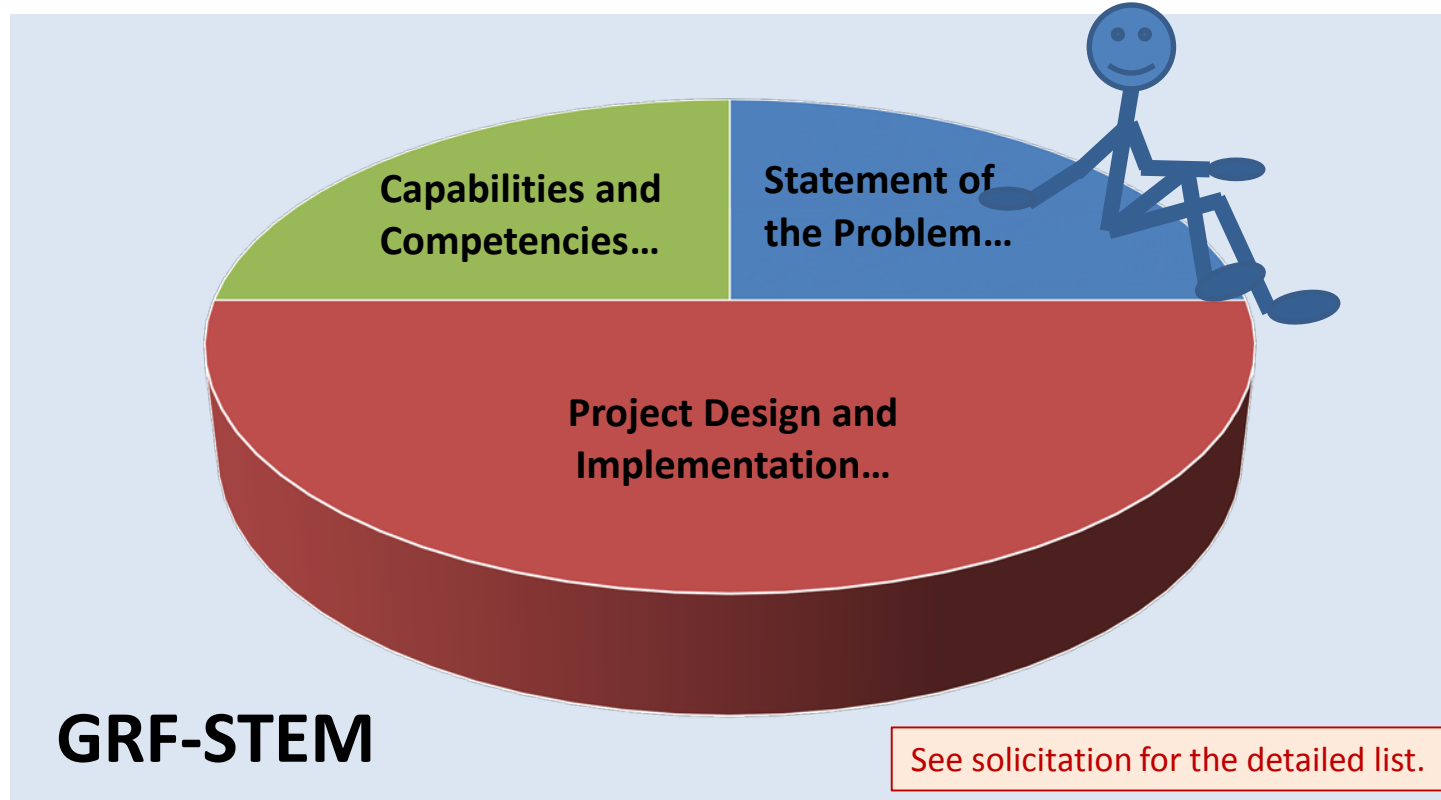 Capabilities and
Competencies…
Statement of
the Problem…
Project Design and
Implementation…
GRF-STEM
See solicitation for the detailed list.